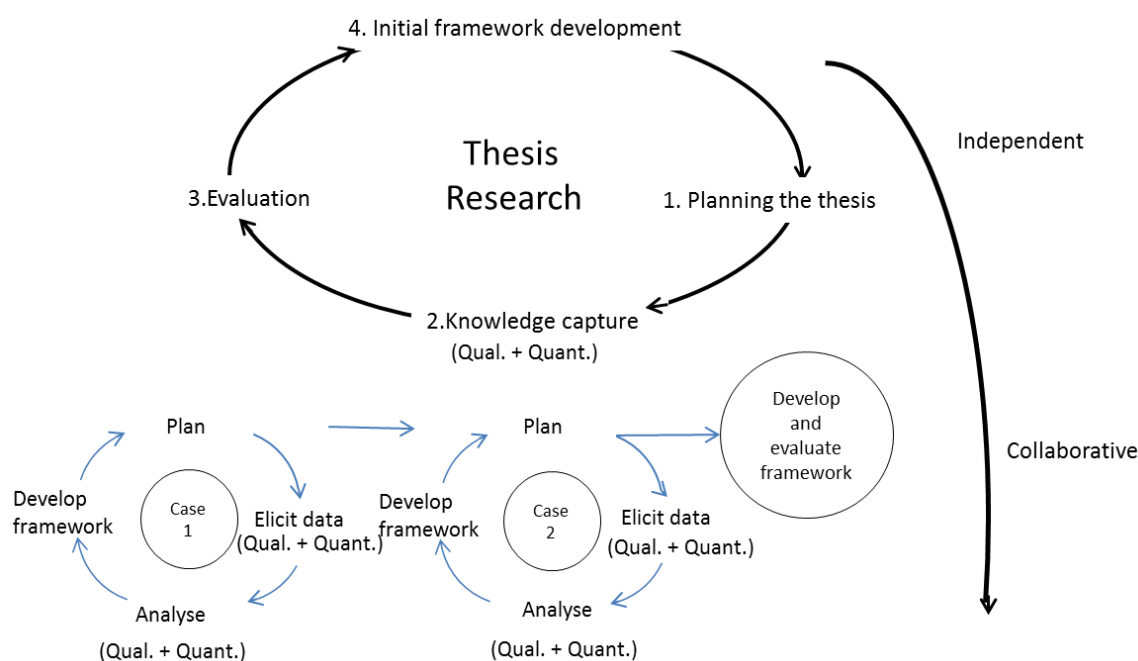 4. Initial framework development
Independent
Thesis
Research
3.Evaluation
1. Planning the thesis
2.Knowledge capture
(Qual. + Quant.)
Develop
and
evaluate
framework
Collaborative
Plan
Develop
framework
Case
1
Elicit data
(Qual. + Quant.)
Analyse
(Qual. + Quant.)
Plan
Develop
framework
Case
2
Elicit data
(Qual. + Quant.)
Analyse
(Qual. + Quant.)